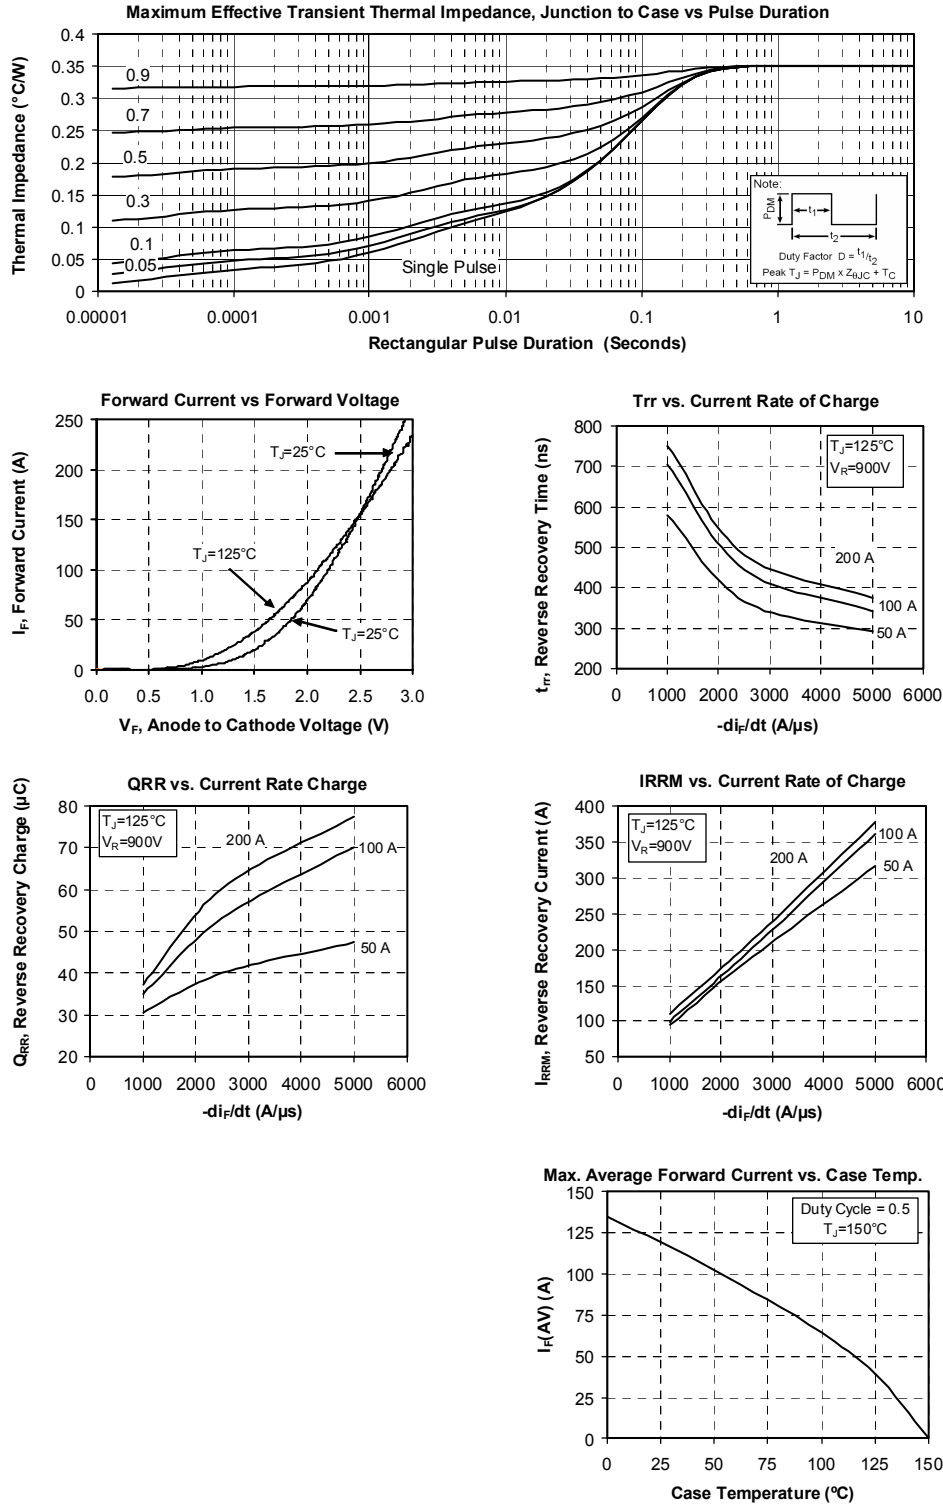 Maximum Effective Transient Thermal Impedance, Junction to Case vs Pulse Duration
Thermal Impedance (°C/W)
0.4
0.35
0.3
0.25
0.2
0.15
0.1
0.05
0
0.9
0.7
0.5
0.3
0.1
0.05
Single Pulse
Note:
PDM
t1
t2
Duty Factor D = t1/t2
Peak TJ = PDM x ZθJC + TC
0.00001 0.0001 0.001 0.01 0.1 1 10
Rectangular Pulse Duration (Seconds)
Forward Current vs Forward Voltage
IF, Forward Current (A)
250
200
150
100
50
0
TJ=25°C
TJ=125°C
TJ=25°C
0.0 0.5 1.0 1.5 2.0 2.5 3.0
VF, Anode to Cathode Voltage (V)
Trr vs. Current Rate of Charge
trr, Reverse Recovery Time (ns)
800
700
600
500
400
300
200
TJ=125°C
VR=900V
200 A
100 A
50 A
0 1000 2000 3000 4000 5000 6000
-diF/dt (A/µs)
QRR vs. Current Rate Charge
QRR, Reverse Recovery Charge (µC)
80
70
60
50
40
30
20
TJ=125°C
VR=900V
200 A
100 A
50 A
0 1000 2000 3000 4000 5000 6000
-diF/dt (A/µs)
IRRM vs. Current Rate of Charge
IRRM, Reverse Recovery Current (A)
400
350
300
250
200
150
100
50
TJ=125°C
VR=900V
200 A
100 A
50 A
0 1000 2000 3000 4000 5000 6000
-diF/dt (A/µs)
Max. Average Forward Current vs. Case Temp.
IF(AV) (A)
150
125
100
75
50
25
0
Duty Cycle = 0.5
TJ=150°C
0 25 50 75 100 125 150
Case Temperature (ºC)